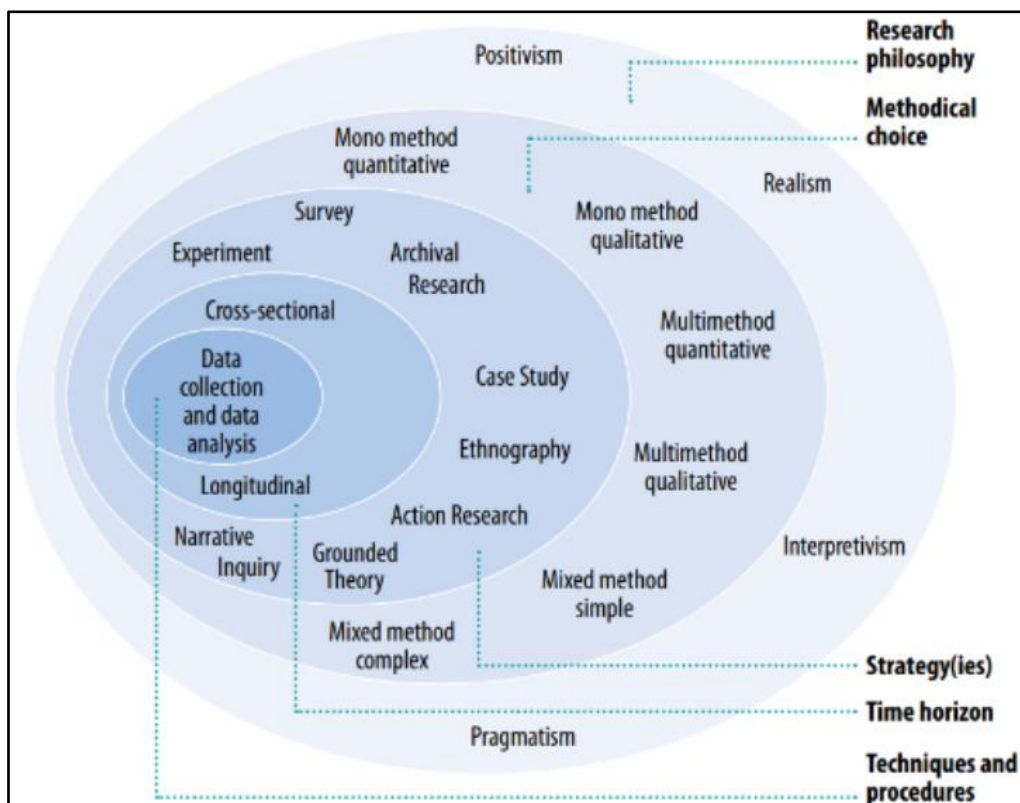 Positivism
Research
philosophy
Methodical
choice
Mono method
quantitative
Realism
Survey
Mono method
qualitative
Experiment
Archival
Research
Cross-sectional
Multimethod
quantitative
Data
collection
and data
analysis
Case Study
Ethnography
Multimethod
qualitative
Longitudinal
Action Research
Narrative
Inquiry
Grounded
Theory
Interpretivism
Mixed method
simple
Mixed method
complex
Strategy(ies)
Time horizon
Pragmatism
Techniques and
procedures